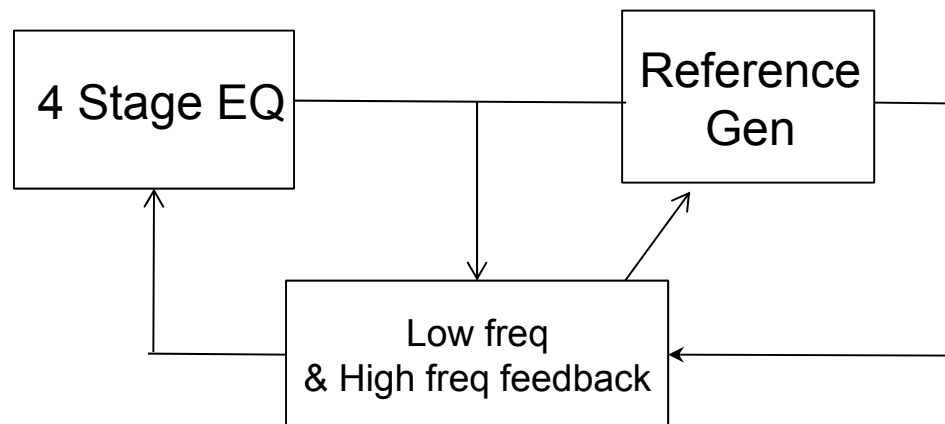 4 Stage EQ
Reference
Gen
Low freq
& High freq feedback